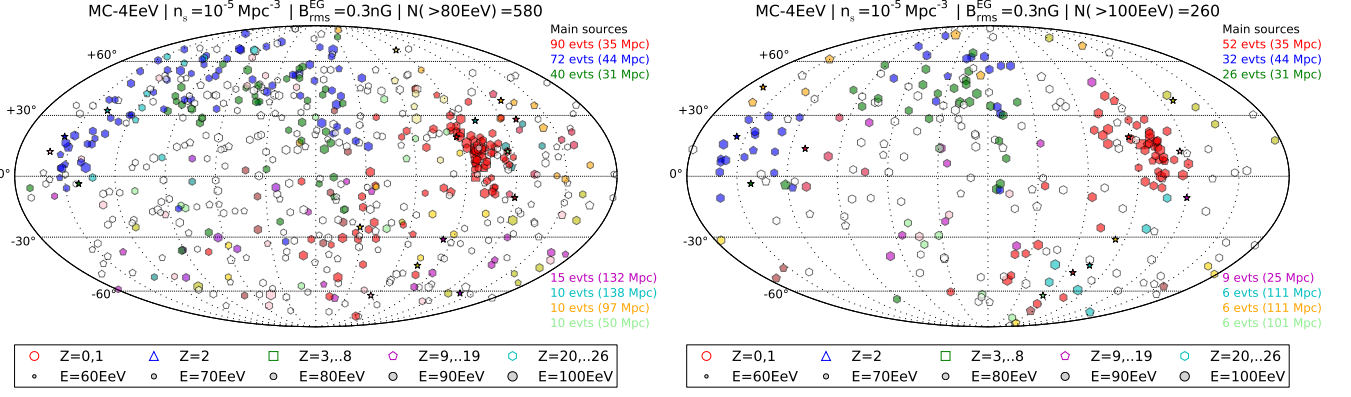 MC-4EeV | n_s =10^-5 Mpc^-3 | B^EG_rms =0.3nG | N( >80EeV) =580
Main sources
90 evts (35 Mpc)
72 evts (44 Mpc)
40 evts (31 Mpc)
+60°
+30°
0°
-30°
-60°
15 evts (132 Mpc)
10 evts (138 Mpc)
10 evts (97 Mpc)
10 evts (50 Mpc)
Z=0,1 Z=2 Z=3,..8 Z=9,..19 Z=20,..26
E=60EeV E=70EeV E=80EeV E=90EeV E=100EeV
MC-4EeV | n_s =10^-5 Mpc^-3 | B^EG_rms =0.3nG | N( >100EeV) =260
Main sources
52 evts (35 Mpc)
32 evts (44 Mpc)
26 evts (31 Mpc)
+60°
+30°
0°
-30°
-60°
9 evts (25 Mpc)
6 evts (111 Mpc)
6 evts (111 Mpc)
6 evts (101 Mpc)
Z=0,1 Z=2 Z=3,..8 Z=9,..19 Z=20,..26
E=60EeV E=70EeV E=80EeV E=90EeV E=100EeV